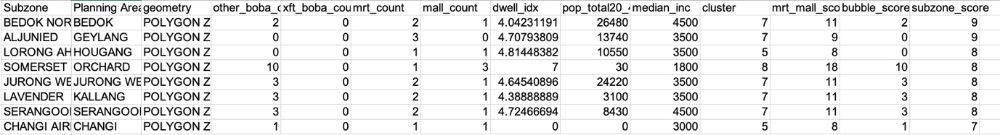 Subzone Planning Area geometry other_boba_c xft_boba_cou mrt_count mall_count dwell_idx pop_total20_4 median_inc cluster mrt_mall_sco bubble_score subzone_score
BEDOK NOR BEDOK POLYGON Z 2 0 2 1 4.04231191 26480 4500 7 11 2 9
ALJUNIED GEYLANG POLYGON Z 0 0 3 0 4.70793809 13740 3500 7 9 0 9
LORONG AH HOUGANG POLYGON Z 0 0 1 1 4.81448382 10550 3500 5 8 0 8
SOMERSET ORCHARD POLYGON Z 10 0 1 3 7 30 1800 8 18 10 8
JURONG WE JURONG WE POLYGON Z 3 0 2 1 4.64540896 24220 3500 7 11 3 8
LAVENDER KALLANG POLYGON Z 3 0 2 1 4.38888889 3100 3500 7 11 3 8
SERANGOO SERANGOO POLYGON Z 3 0 2 1 4.72466694 8430 4500 7 11 3 8
CHANGI AIR CHANGI POLYGON Z 1 0 1 1 0 0 3000 5 8 1 7